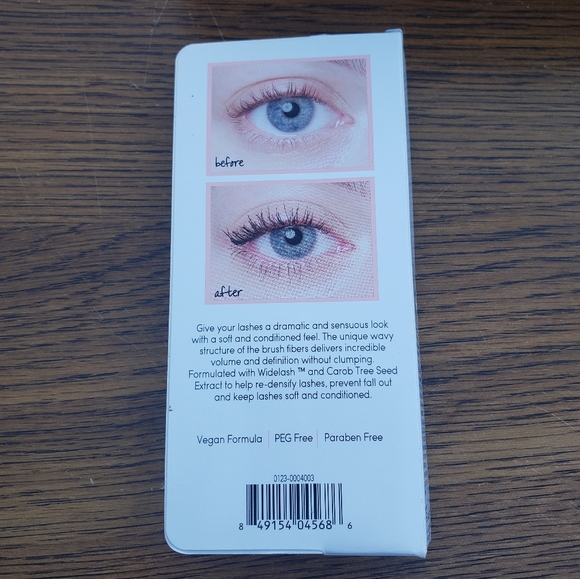 before
after
Give your lashes a dramatic and sensuous look
with a soft and conditioned feel. The unique wavy
structure of the brush fibers delivers incredible
volume and definition without clumping.
Formulated with Widelash ™ and Carob Tree Seed
Extract to help re-densify lashes, prevent fall out
and keep lashes soft and conditioned.
Vegan Formula | PEG Free | Paraben Free
0123-0004003
8 49154 04568 6